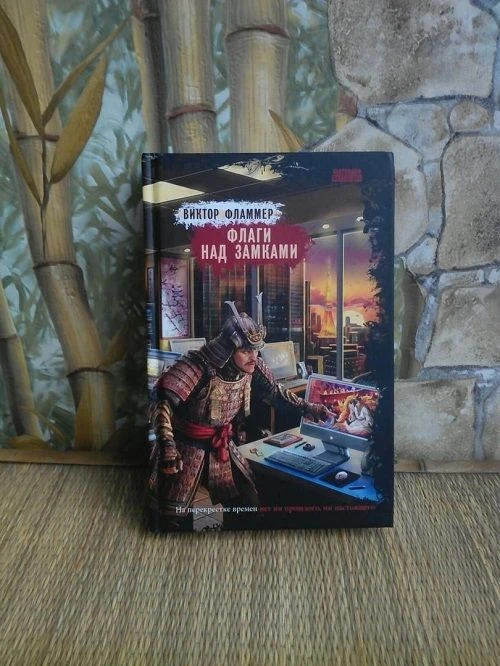 ВИКТОР ФЛАММЕР
ФЛАГИ
НАД ЗАМКАМИ
На перекрестке времен нет ни прошлого, ни настоящего